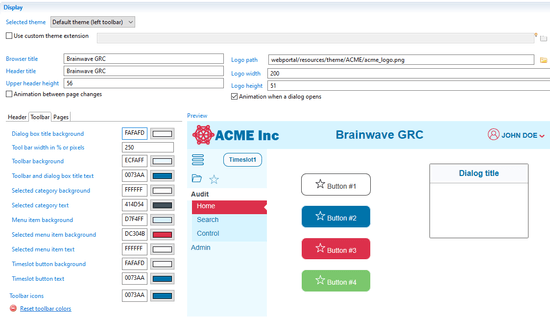 Display
Selected theme Default theme (left toolbar)
Use custom theme extension
Browser title Brainwave GRC
Header title Brainwave GRC
Upper header height 56
Animation between page changes
Logo path webportal/resources/theme/ACME/acme_logo.png
Logo width 200
Logo height 51
Animation when a dialog opens
Header Toolbar Pages
Dialog box title background FAFAFD
Tool bar width in % or pixels 250
Toolbar background ECFAFF
Toolbar and dialog box title text 0073AA
Selected category background FFFFFF
Selected category text 414D54
Menu item background D7F4FF
Selected menu item background DC304B
Selected menu item text FFFFFF
Timeslot button background FAFAFD
Timeslot button text 0073AA
Toolbar icons 0073AA
Reset toolbar colors
Preview
ACME Inc
Brainwave GRC
JOHN DOE
Timeslot1
Audit
Home
Search
Control
Admin
Button #1
Button #2
Button #3
Button #4
Dialog title